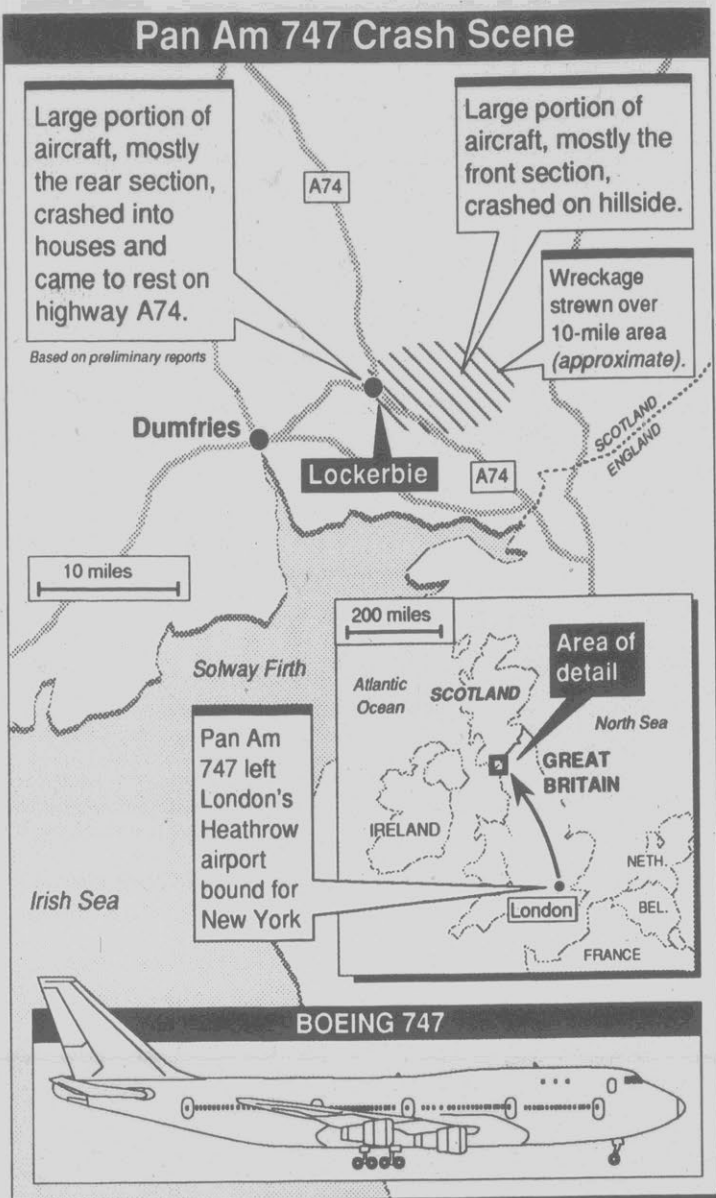 Pan Am 747 Crash Scene
Large portion of
aircraft, mostly
the rear section,
crashed into
houses and
came to rest on
highway A74.
Based on preliminary reports
A74
Large portion of
aircraft, mostly the
front section,
crashed on hillside.
Wreckage
strewn over
10-mile area
(approximate).
Dumfries
Lockerbie
A74
SCOTLAND
ENGLAND
10 miles
Solway Firth
Irish Sea
Pan Am
747 left
London's
Heathrow
airport
bound for
New York
200 miles
Area of
detail
Atlantic
Ocean
SCOTLAND
North Sea
GREAT
BRITAIN
IRELAND
NETH.
London
BEL.
FRANCE
BOEING 747